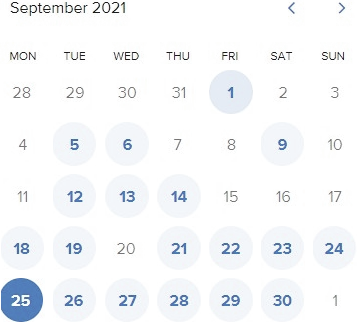 September 2021
MON TUE WED THU FRI SAT SUN
28 29 30 31 1 2 3
4 5 6 7 8 9 10
11 12 13 14 15 16 17
18 19 20 21 22 23 24
25 26 27 28 29 30 1